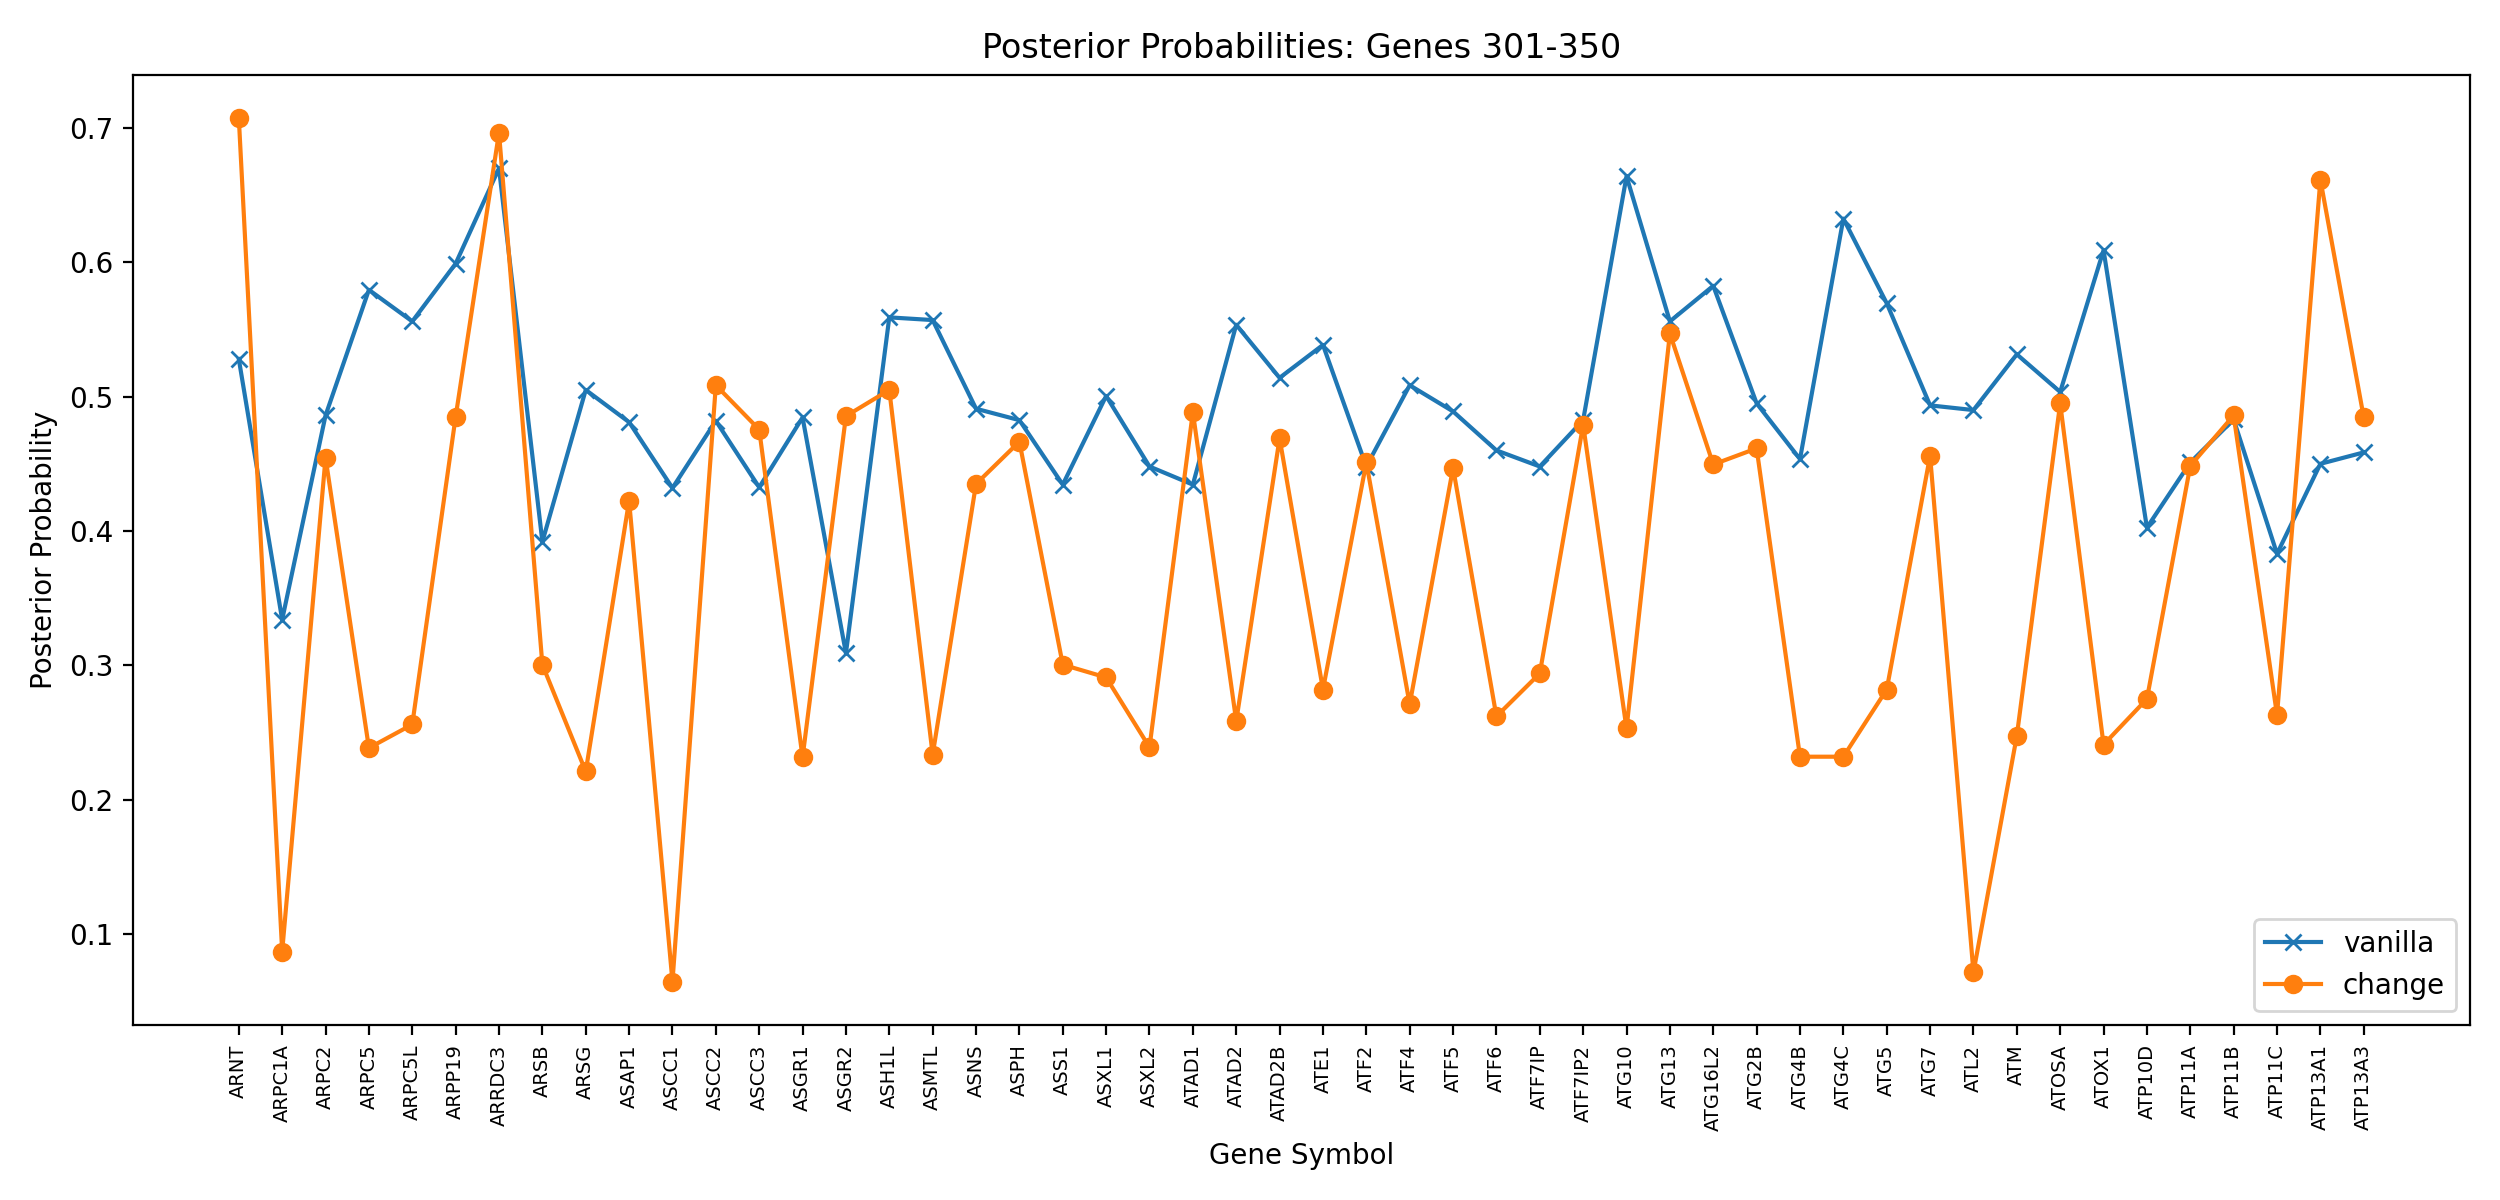 Posterior Probabilities: Genes 301-350
Posterior Probability
0.7
0.6
0.5
0.4
0.3
0.2
0.1
vanilla
change
ARNT
ARPC1A
ARPC2
ARPC5
ARPC5L
ARPP19
ARRDC3
ARSB
ARSG
ASAP1
ASCC1
ASCC2
ASCC3
ASGR1
ASGR2
ASH1L
ASMTL
ASNS
ASPH
ASS1
ASXL1
ASXL2
ATAD1
ATAD2
ATAD2B
ATE1
ATF2
ATF4
ATF5
ATF6
ATF7IP
ATF7IP2
ATG10
ATG13
ATG16L2
ATG2B
ATG4B
ATG4C
ATG5
ATG7
ATL2
ATM
ATOSA
ATOX1
ATP10D
ATP11A
ATP11B
ATP11C
ATP13A1
ATP13A3
Gene Symbol